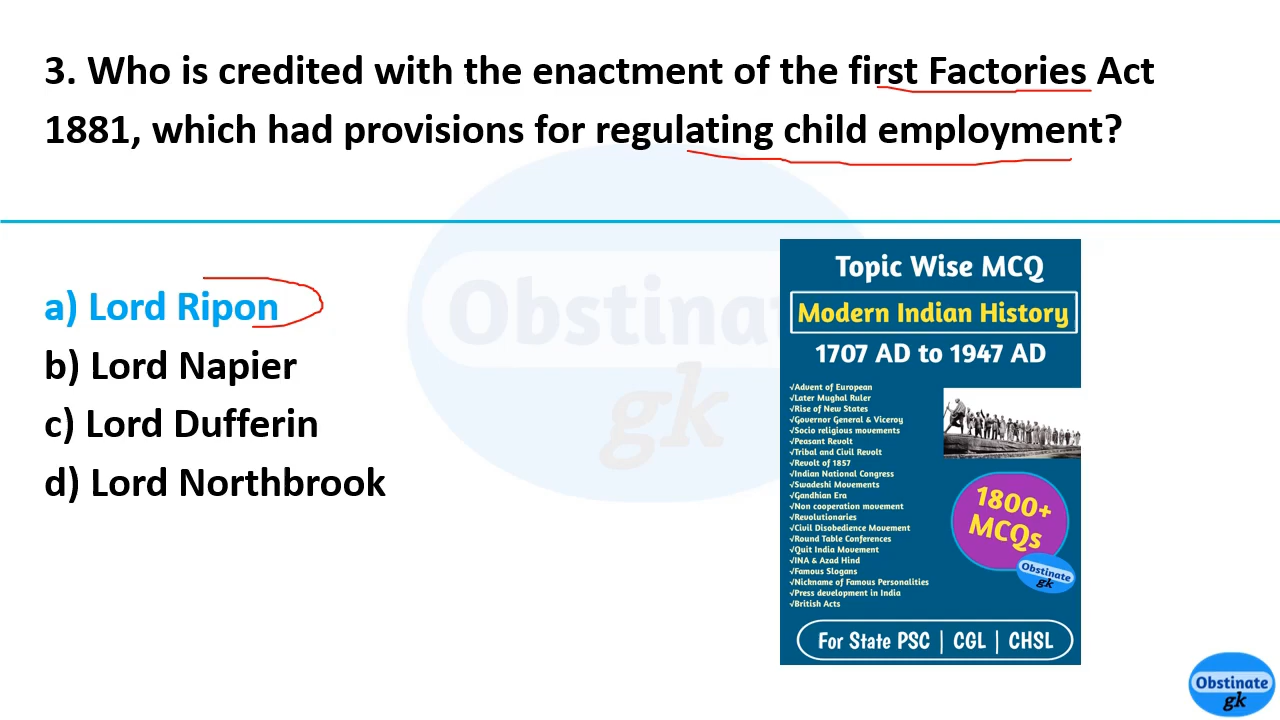 3. Who is credited with the enactment of the first Factories Act
1881, which had provisions for regulating child employment?
a) Lord Ripon
b) Lord Napier
c) Lord Dufferin
d) Lord Northbrook
Obstinate
gk
Topic Wise MCQ
Modern Indian History
1707 AD to 1947 AD
√Advent of European
√Later Mughal Ruler
√Rise of New States
√Governor General & Viceroy
√Socio religious movements
√Peasant Revolt
√Tribal and Civil Revolt
√Revolt of 1857
√Indian National Congress
√Swadeshi Movements
√Gandhian Era
√Non cooperation movement
√Revolutionaries
√Civil Disobedience Movement
√Round Table Conferences
√Quit India Movement
√INA & Azad Hind
√Famous Slogans
√Nickname of Famous Personalities
√Press development in India
√British Acts
1800+
MCQs
Obstinate
gk
For State PSC | CGL | CHSL
Obstinate
gk